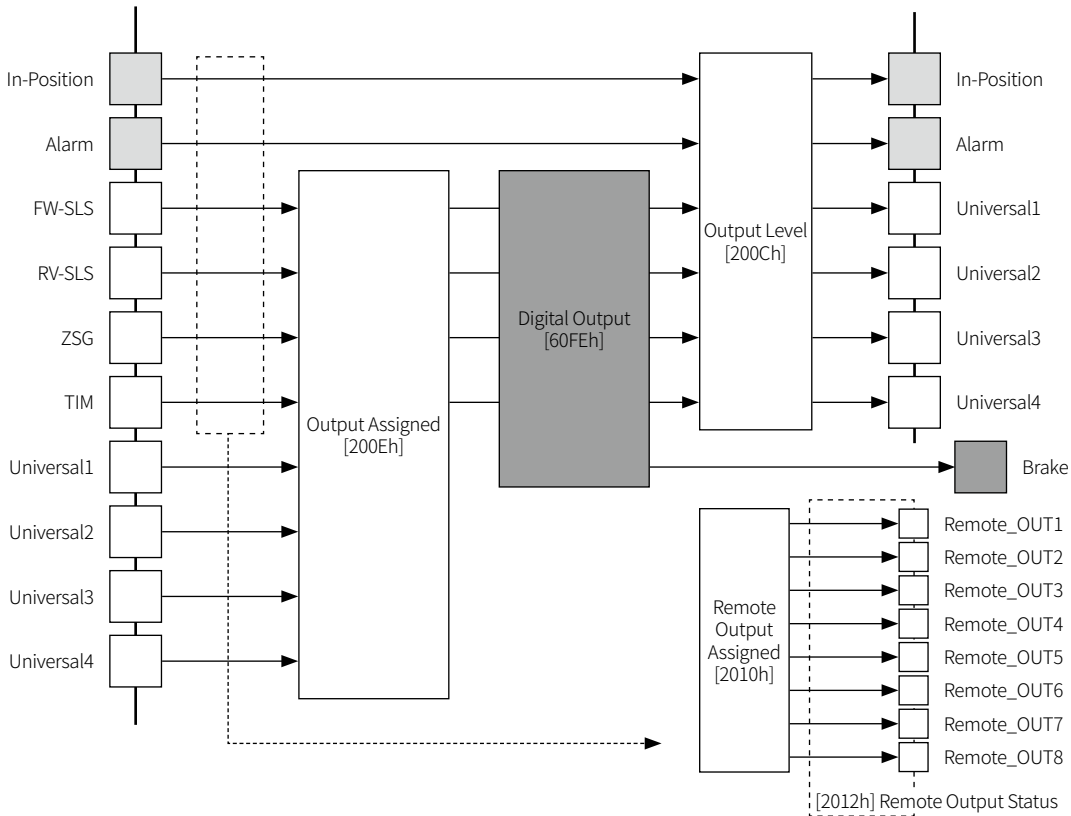 In-Position
Alarm
FW-SLS
RV-SLS
ZSG
TIM
Universal1
Universal2
Universal3
Universal4
Output Assigned
[200Eh]
Digital Output
[60FEh]
Output Level
[200Ch]
In-Position
Alarm
Universal1
Universal2
Universal3
Universal4
Brake
Remote
Output
Assigned
[2010h]
Remote_OUT1
Remote_OUT2
Remote_OUT3
Remote_OUT4
Remote_OUT5
Remote_OUT6
Remote_OUT7
Remote_OUT8
[2012h] Remote Output Status